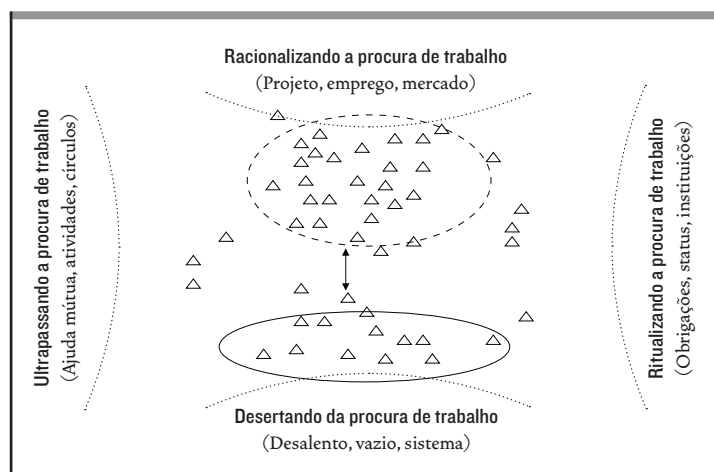 Racionalizando a procura de trabalho
(Projeto, emprego, mercado)
Ultrapassando a procura de trabalho
(Ajuda mútua, atividades, círculos)
Ritualizando a procura de trabalho
(Obrigações, status, instituições)
Desertando da procura de trabalho
(Desalento, vazio, sistema)